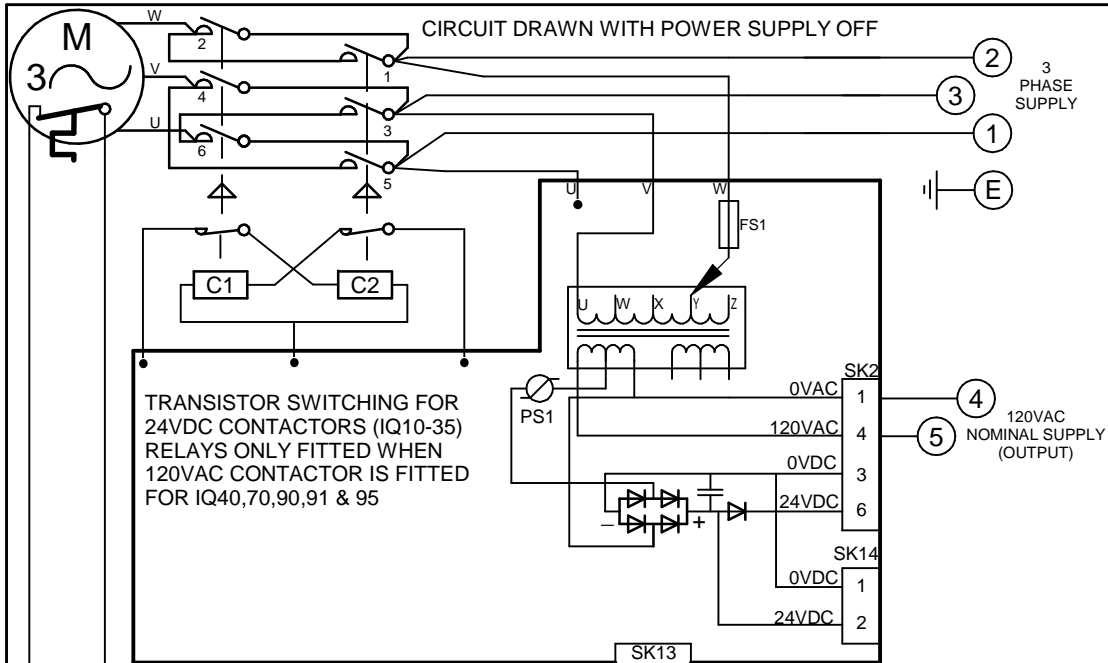 CIRCUIT DRAWN WITH POWER SUPPLY OFF
W
M
3
V
U
2
1
4
3
6
5
2
3
PHASE
SUPPLY
3
1
E
U
V
W
FS1
C1
C2
U
W
X
Y
Z
TRANSISTOR SWITCHING FOR
24VDC CONTACTORS (IQ10-35)
RELAYS ONLY FITTED WHEN
120VAC CONTACTOR IS FITTED
FOR IQ40,70,90,91 & 95
PS1
SK2
0VAC
1
4
120VAC
4
5
120VAC
NOMINAL SUPPLY
(OUTPUT)
0VDC
3
24VDC
6
−
+
SK14
0VDC
1
24VDC
2
SK13